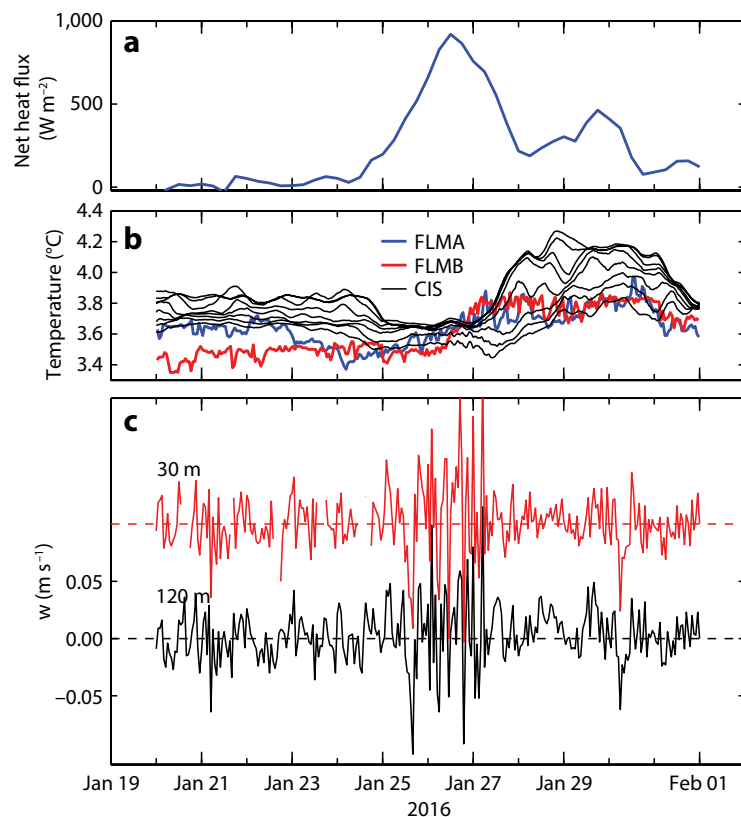 a
Net heat flux
(W m⁻²)
1,000
500
0
b
Temperature (°C)
4.4
4.2
4.0
3.8
3.6
3.4
FLMA
FLMB
CIS
c
30 m
120 m
w (m s⁻¹)
0.05
0.00
−0.05
Jan 19 Jan 21 Jan 23 Jan 25 Jan 27 Jan 29 Feb 01
2016